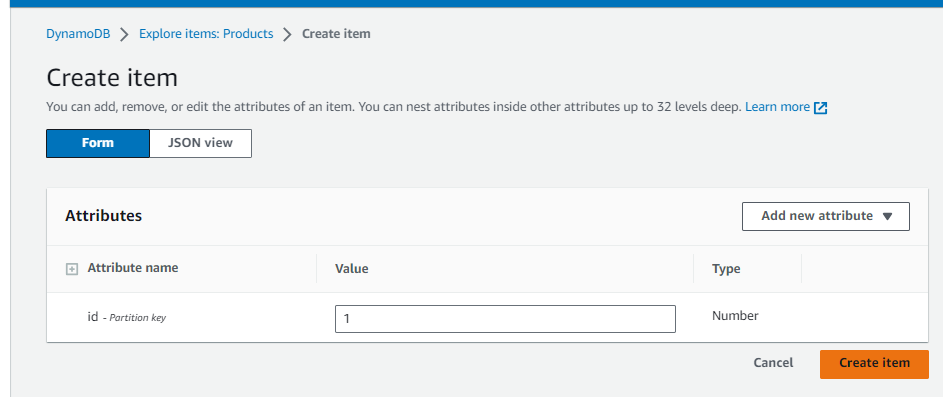 DynamoDB > Explore items: Products > Create item
Create item
You can add, remove, or edit the attributes of an item. You can nest attributes inside other attributes up to 32 levels deep. Learn more
Form JSON view
Attributes Add new attribute ▼
Attribute name Value Type
id - Partition key 1 Number
Cancel Create item